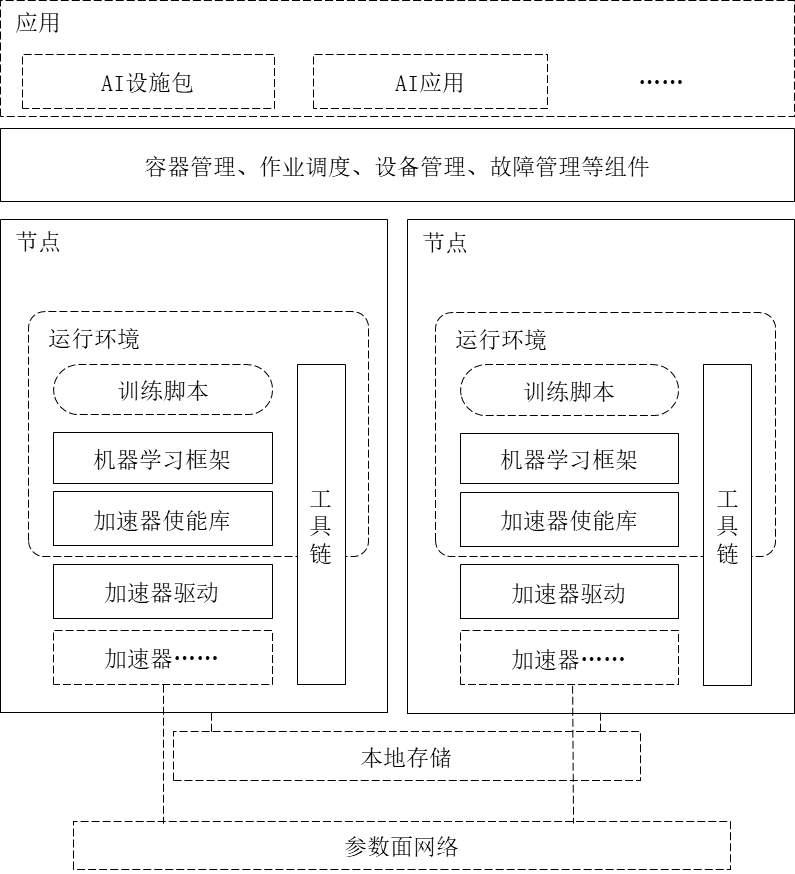 应用
AI设施包
AI应用
……
容器管理、作业调度、设备管理、故障管理等组件
节点
运行环境
训练脚本
机器学习框架
加速器使能库
加速器驱动
加速器……
工具链
节点
运行环境
训练脚本
机器学习框架
加速器使能库
加速器驱动
加速器……
工具链
本地存储
参数面网络